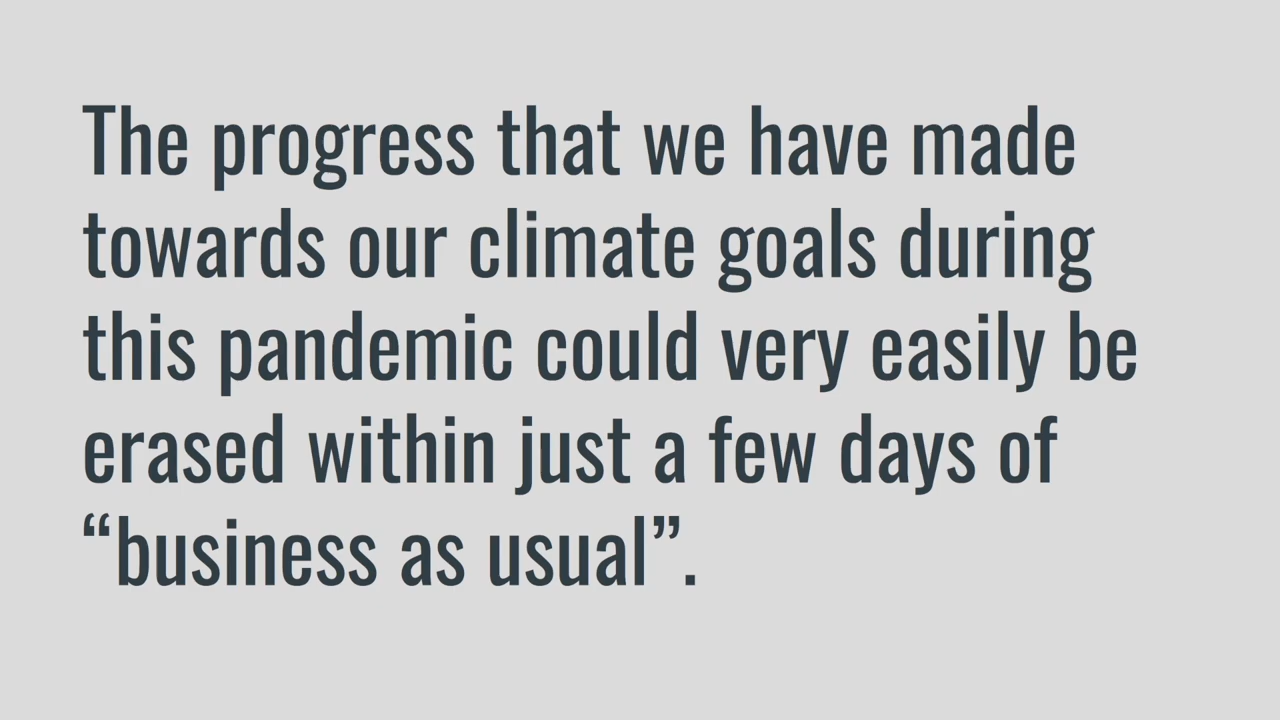 The progress that we have made
towards our climate goals during
this pandemic could very easily be
erased within just a few days of
“business as usual”.